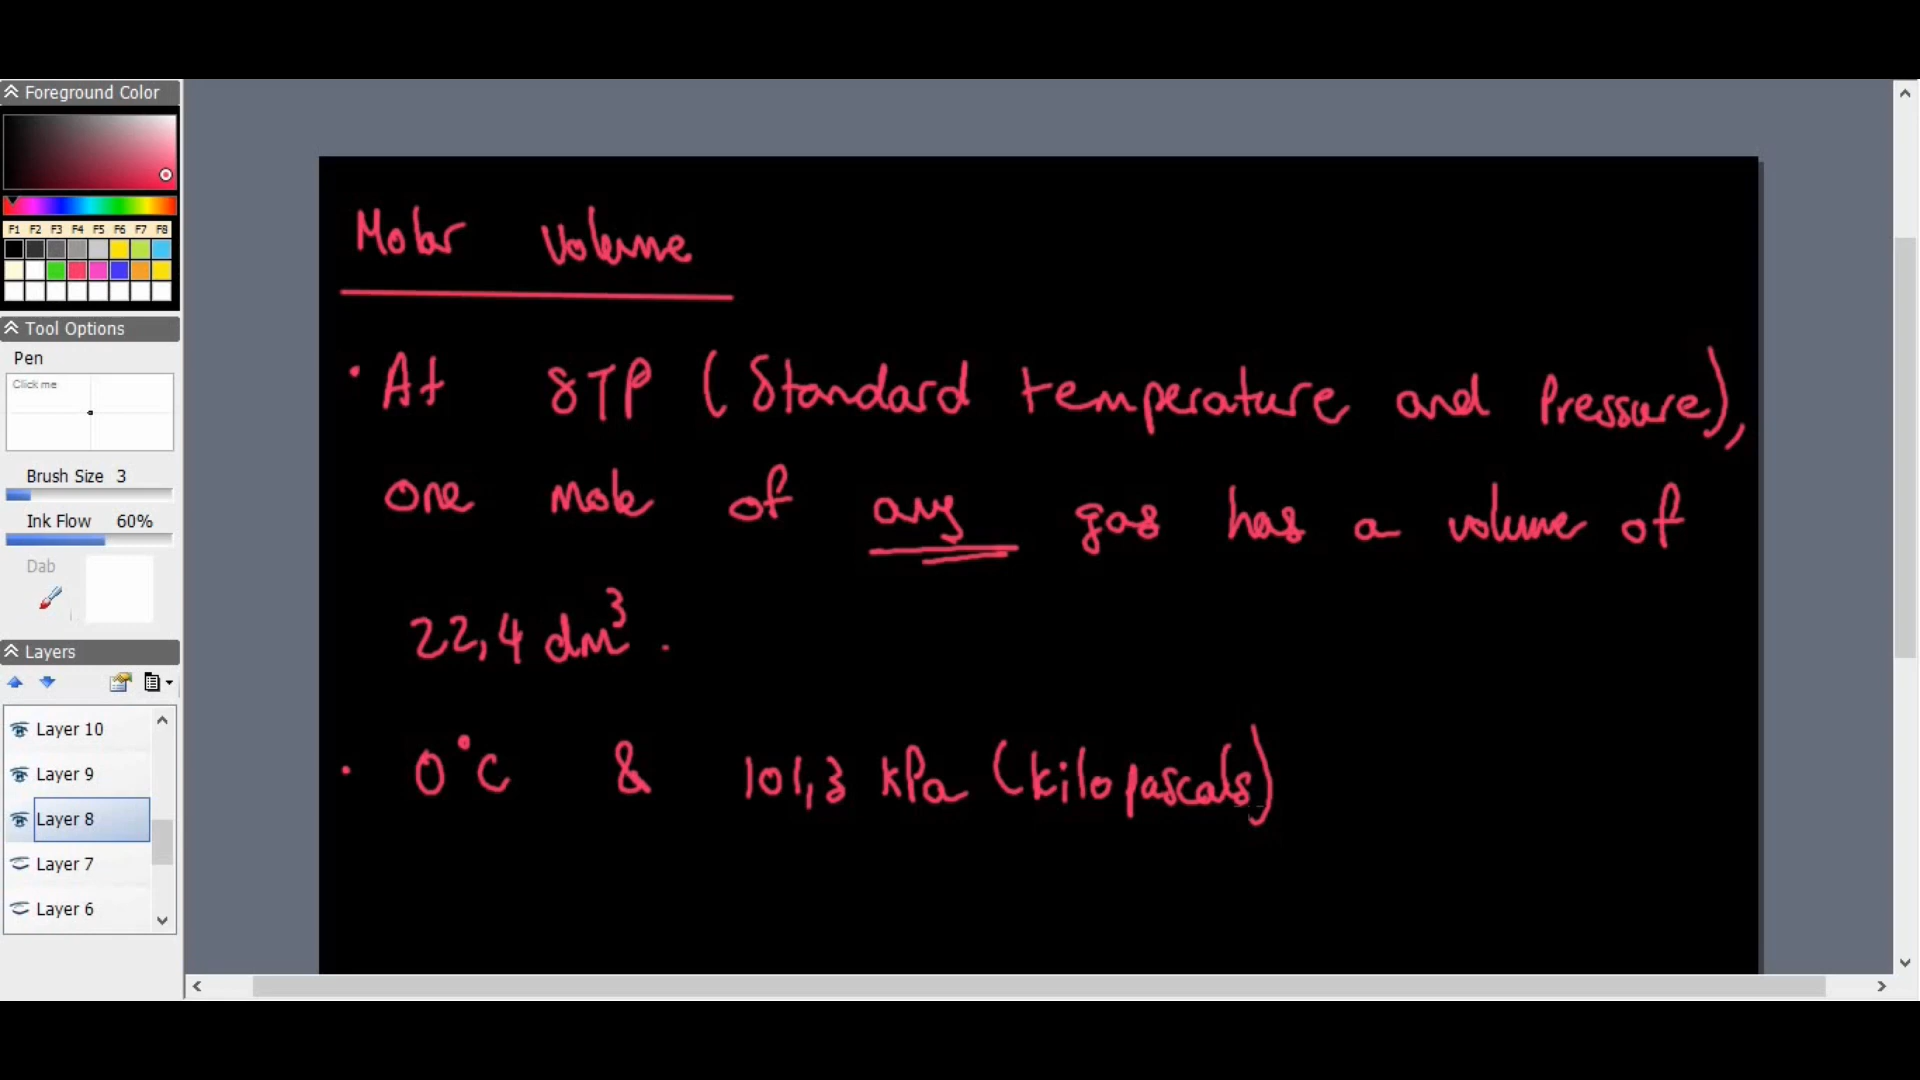 Foreground Color
F1 F2 F3 F4 F5 F6 F7 F8
Tool Options
Pen
Click me
Brush Size 3
Ink Flow 60%
Dab
Layers
Layer 10
Layer 9
Layer 8
Layer 7
Layer 6
Molar Volume
· At STP (Standard temperature and Pressure),
one mole of any gas has a volume of
22,4 dm³.
· 0°C & 101,3 kPa (kilopascals)